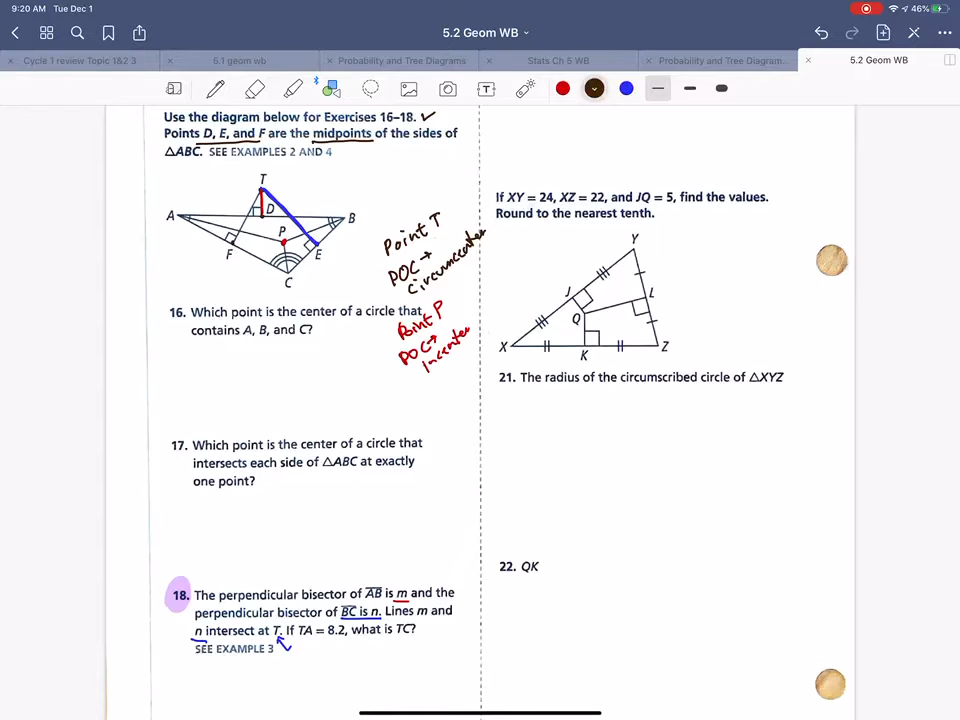 9:20 AM Tue Dec 1
46%
5.2 Geom WB
Cycle 1 review Topic 1&2 3
5.1 geom wb
Probability and Tree Diagrams
Stats Ch 5 WB
Probability and Tree Diagram...
5.2 Geom WB
Use the diagram below for Exercises 16–18. ✓
Points D, E, and F are the midpoints of the sides of
△ABC. SEE EXAMPLES 2 AND 4
T
A
D
B
P
F
E
C
Point T
POC →
Circumcenter
Point P
POC →
Incenter
16. Which point is the center of a circle that
contains A, B, and C?
17. Which point is the center of a circle that
intersects each side of △ABC at exactly
one point?
18. The perpendicular bisector of AB is m and the
perpendicular bisector of BC is n. Lines m and
n intersect at T. If TA = 8.2, what is TC?
SEE EXAMPLE 3
If XY = 24, XZ = 22, and JQ = 5, find the values.
Round to the nearest tenth.
Y
J
L
Q
X
K
Z
21. The radius of the circumscribed circle of △XYZ
22. QK